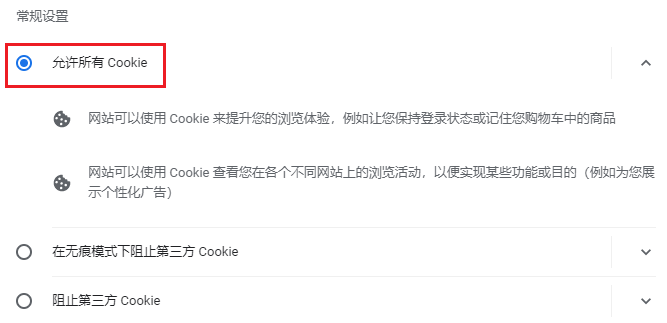 常规设置
允许所有 Cookie
网站可以使用 Cookie 来提升您的浏览体验，例如让您保持登录状态或记住您购物车中的商品
网站可以使用 Cookie 查看您在各个不同网站上的浏览活动，以便实现某些功能或目的（例如为您展
示个性化广告）
在无痕模式下阻止第三方 Cookie
阻止第三方 Cookie